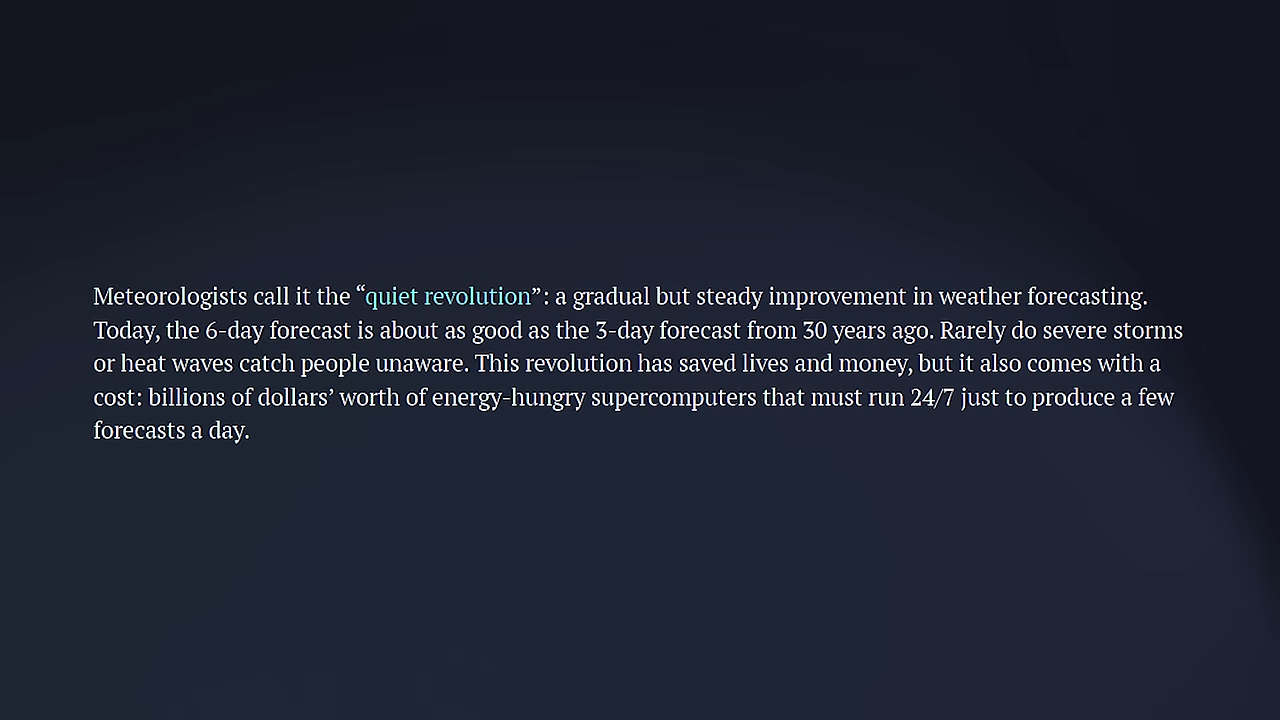 Meteorologists call it the “quiet revolution”: a gradual but steady improvement in weather forecasting.
Today, the 6-day forecast is about as good as the 3-day forecast from 30 years ago. Rarely do severe storms
or heat waves catch people unaware. This revolution has saved lives and money, but it also comes with a
cost: billions of dollars’ worth of energy-hungry supercomputers that must run 24/7 just to produce a few
forecasts a day.